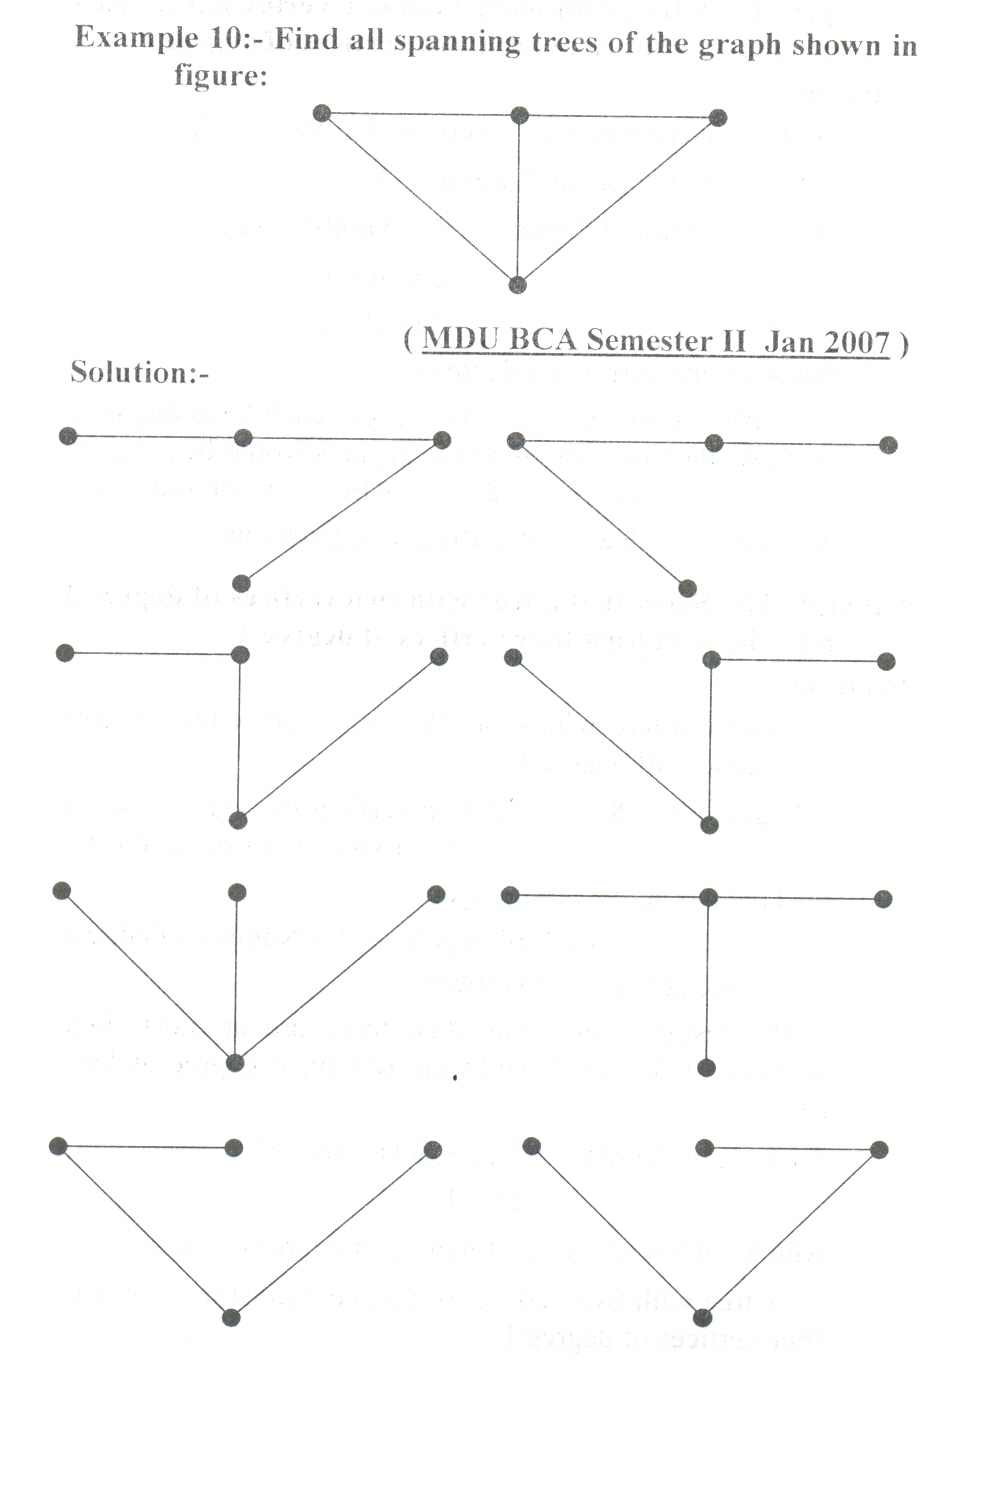 Example 10:- Find all spanning trees of the graph shown in
figure:
( MDU BCA Semester II Jan 2007 )
Solution:-